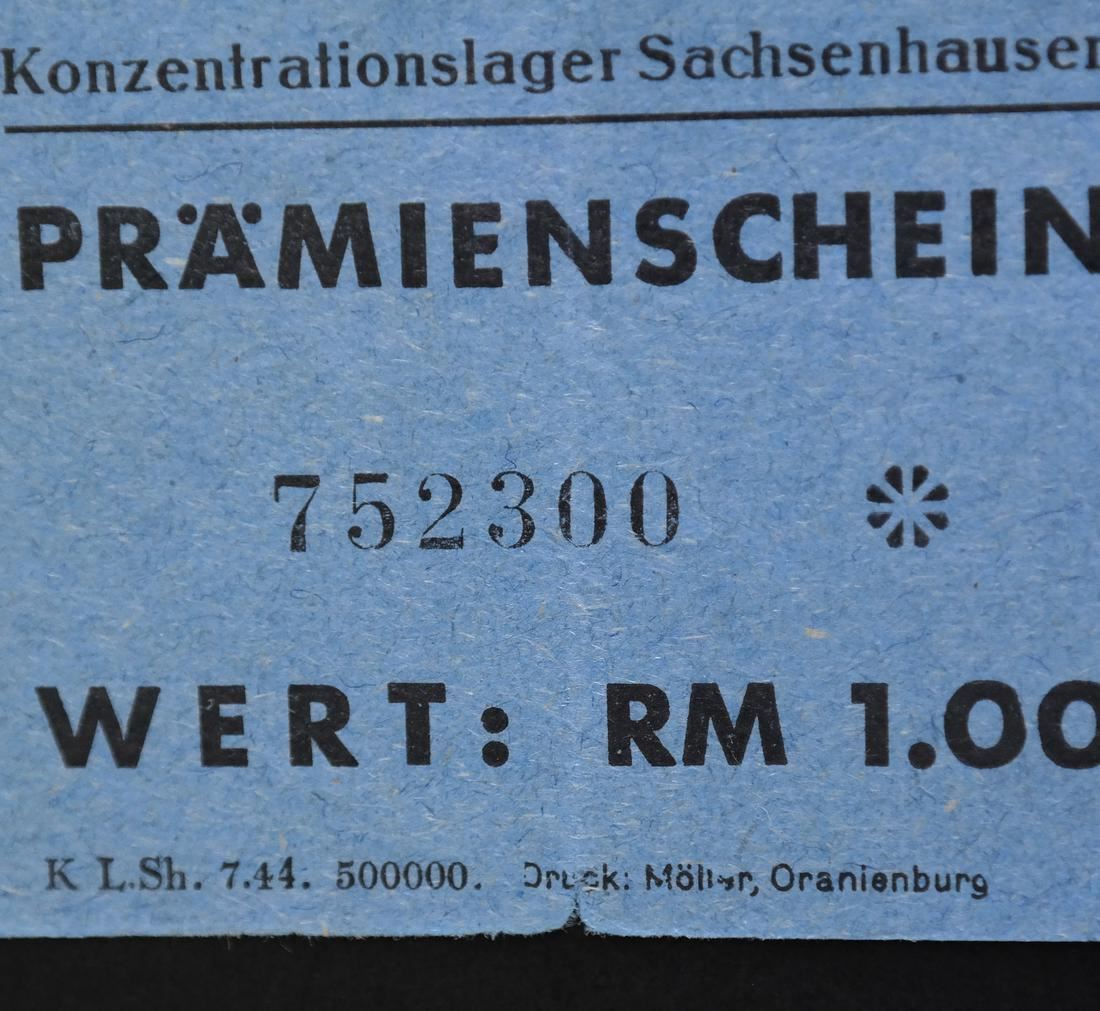 Konzentrationslager Sachsenhausen
PRÄMIENSCHEIN
752300 *
WERT: RM 1.00
K L.Sh. 7.44. 500000. Druck: Möller, Oranienburg